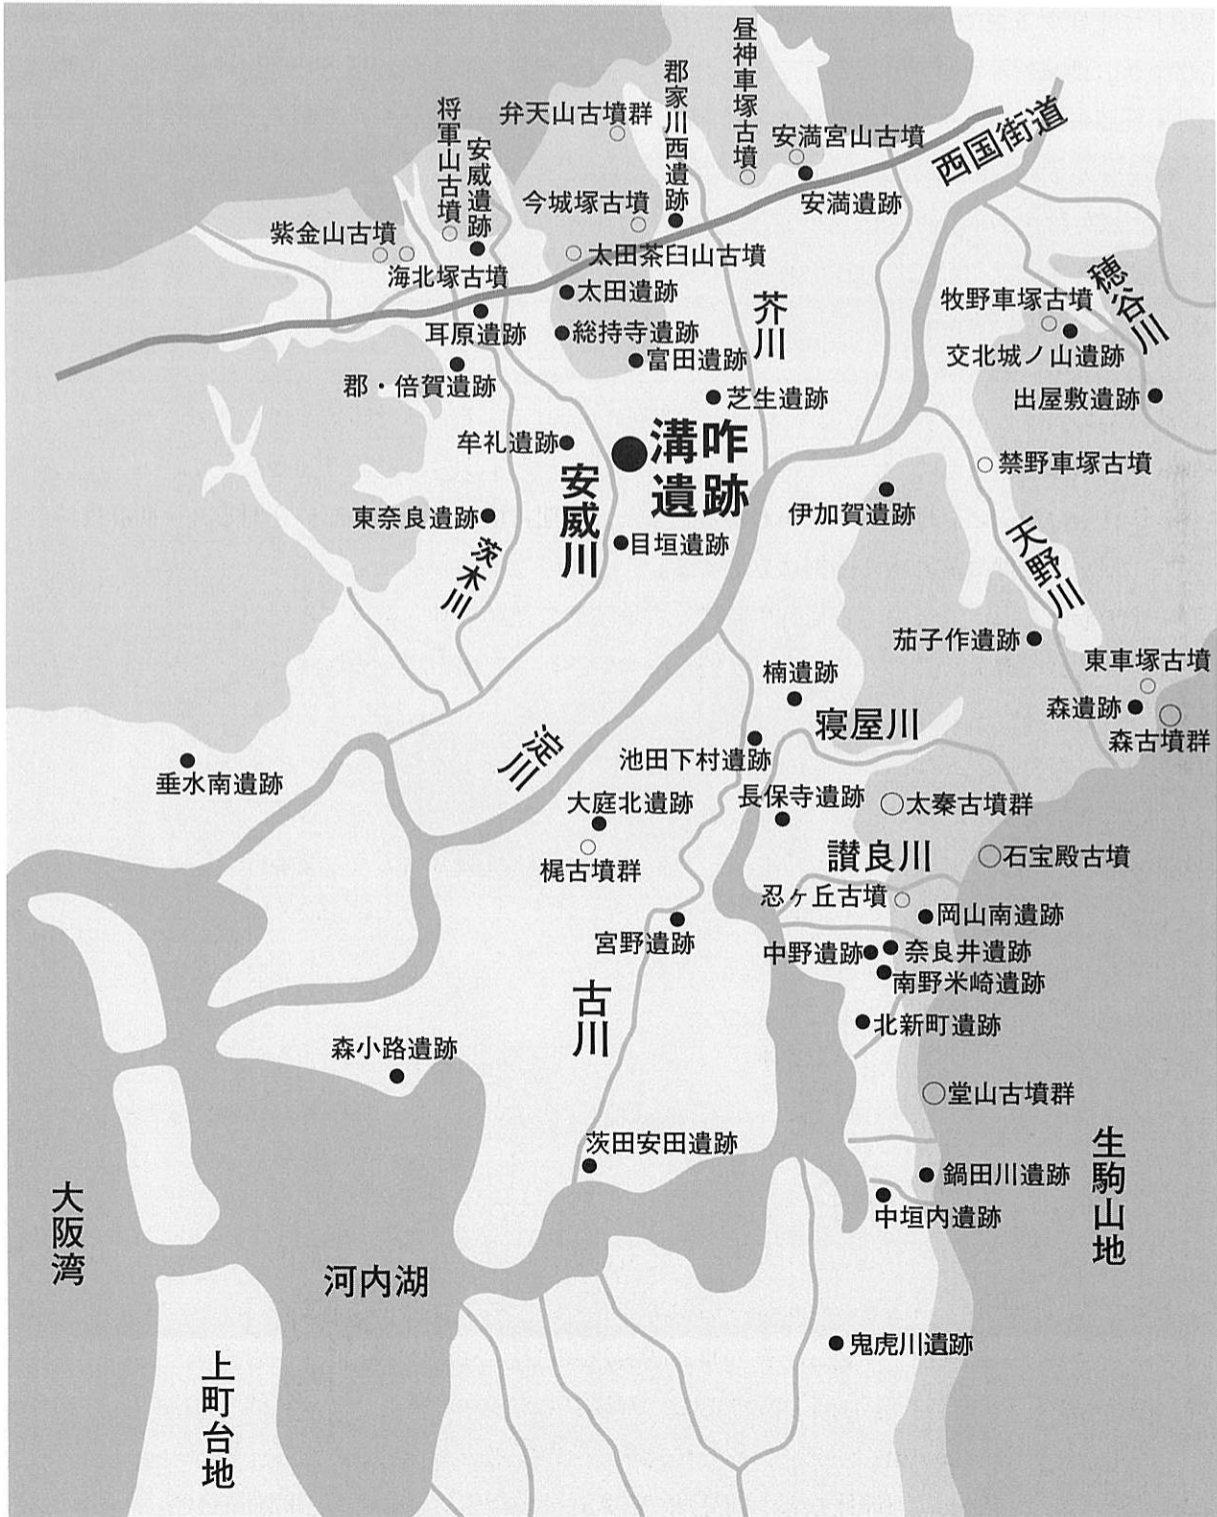 昼神車塚古墳
郡家川西遺跡
弁天山古墳群
将軍山古墳
安威遺跡
安満宮山古墳
西国街道
安満遺跡
今城塚古墳
紫金山古墳
海北塚古墳
太田茶臼山古墳
太田遺跡
耳原遺跡
総持寺遺跡
郡・倍賀遺跡
富田遺跡
芥川
芝生遺跡
穂谷川
牧野車塚古墳
交北城ノ山遺跡
出屋敷遺跡
牟礼遺跡
溝咋
遺跡
安威川
禁野車塚古墳
伊加賀遺跡
東奈良遺跡
茨木川
目垣遺跡
天野川
茄子作遺跡
東車塚古墳
森遺跡
森古墳群
楠遺跡
寝屋川
淀川
池田下村遺跡
垂水南遺跡
大庭北遺跡
長保寺遺跡
太秦古墳群
梶古墳群
讃良川
石宝殿古墳
忍ヶ丘古墳
岡山南遺跡
宮野遺跡
中野遺跡
奈良井遺跡
南野米崎遺跡
古川
北新町遺跡
森小路遺跡
堂山古墳群
茨田安田遺跡
生駒山地
鍋田川遺跡
中垣内遺跡
大阪湾
河内湖
鬼虎川遺跡
上町台地